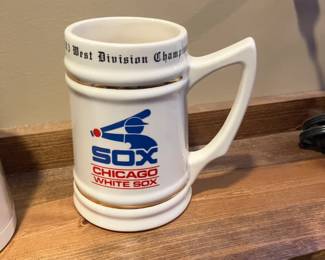 West Division Champ
SOX
CHICAGO
WHITE SOX